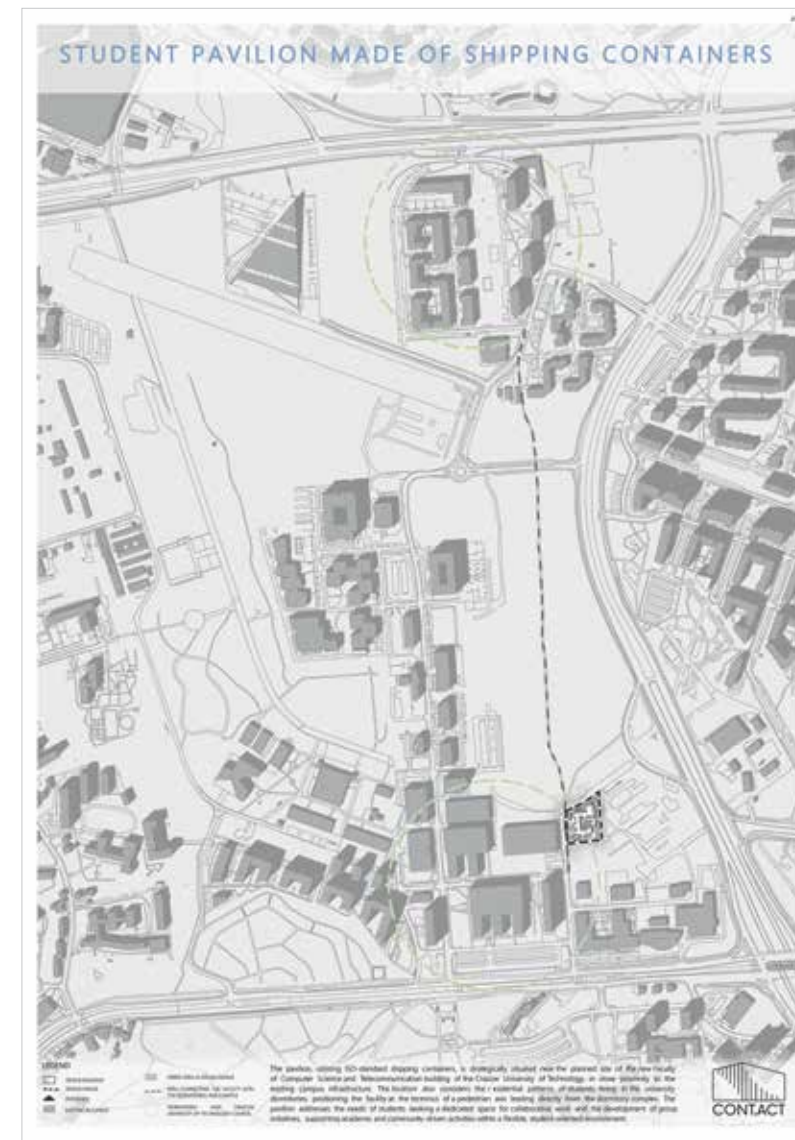 STUDENT PAVILION MADE OF SHIPPING CONTAINERS
LEGEND
The pavilion, utilising ISO-standard shipping containers, is strategically situated near the planned site of the new Faculty
of Computer Science and Telecommunication building of the Cracow University of Technology, in close proximity to the
existing campus infrastructure. The location also considers the residential patterns of students living in the university
dormitories, positioning the facility at the terminus of a pedestrian axis leading directly from the dormitory complex. The
pavilion addresses the needs of students seeking a dedicated space for collaborative work and the development of group
initiatives, supporting academic and community-driven activities within a flexible, student-oriented environment.
CONTACT